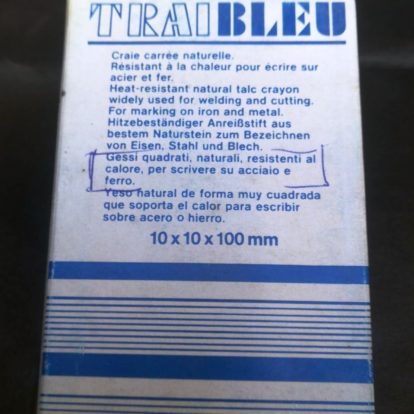 TRAIBLEU
Craie carrée naturelle.
Résistant à la chaleur pour écrire sur
acier et fer.
Heat-resistant natural talc crayon
widely used for welding and cutting.
For marking on iron and metal.
Hitzebeständiger Anreißstift aus
bestem Naturstein zum Bezeichnen
von Eisen, Stahl und Blech.
Gessi quadrati, naturali, resistenti al
calore, per scrivere su acciaio e
ferro.
Yeso natural de forma muy cuadrada
que soporta el calor para escribir
sobre acero o hierro.
10 x 10 x 100 mm